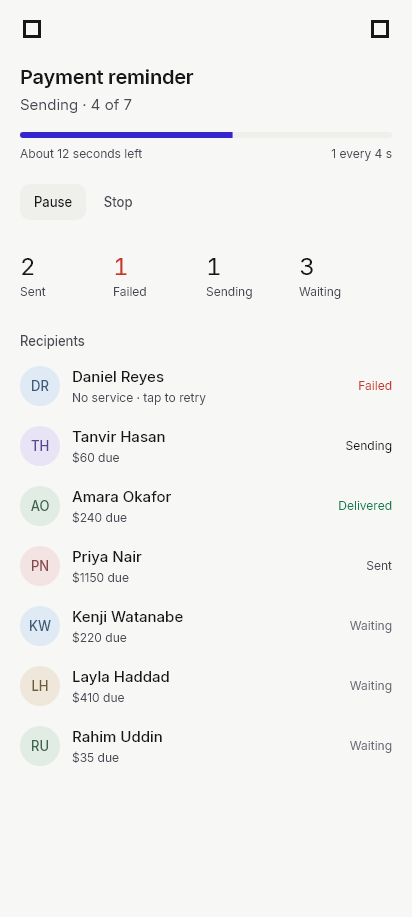 Payment reminder
Sending · 4 of 7
About 12 seconds left 1 every 4 s
Pause Stop
2 1 1 3
Sent Failed Sending Waiting
Recipients
DR Daniel Reyes Failed
No service · tap to retry
TH Tanvir Hasan Sending
$60 due
AO Amara Okafor Delivered
$240 due
PN Priya Nair Sent
$1150 due
KW Kenji Watanabe Waiting
$220 due
LH Layla Haddad Waiting
$410 due
RU Rahim Uddin Waiting
$35 due